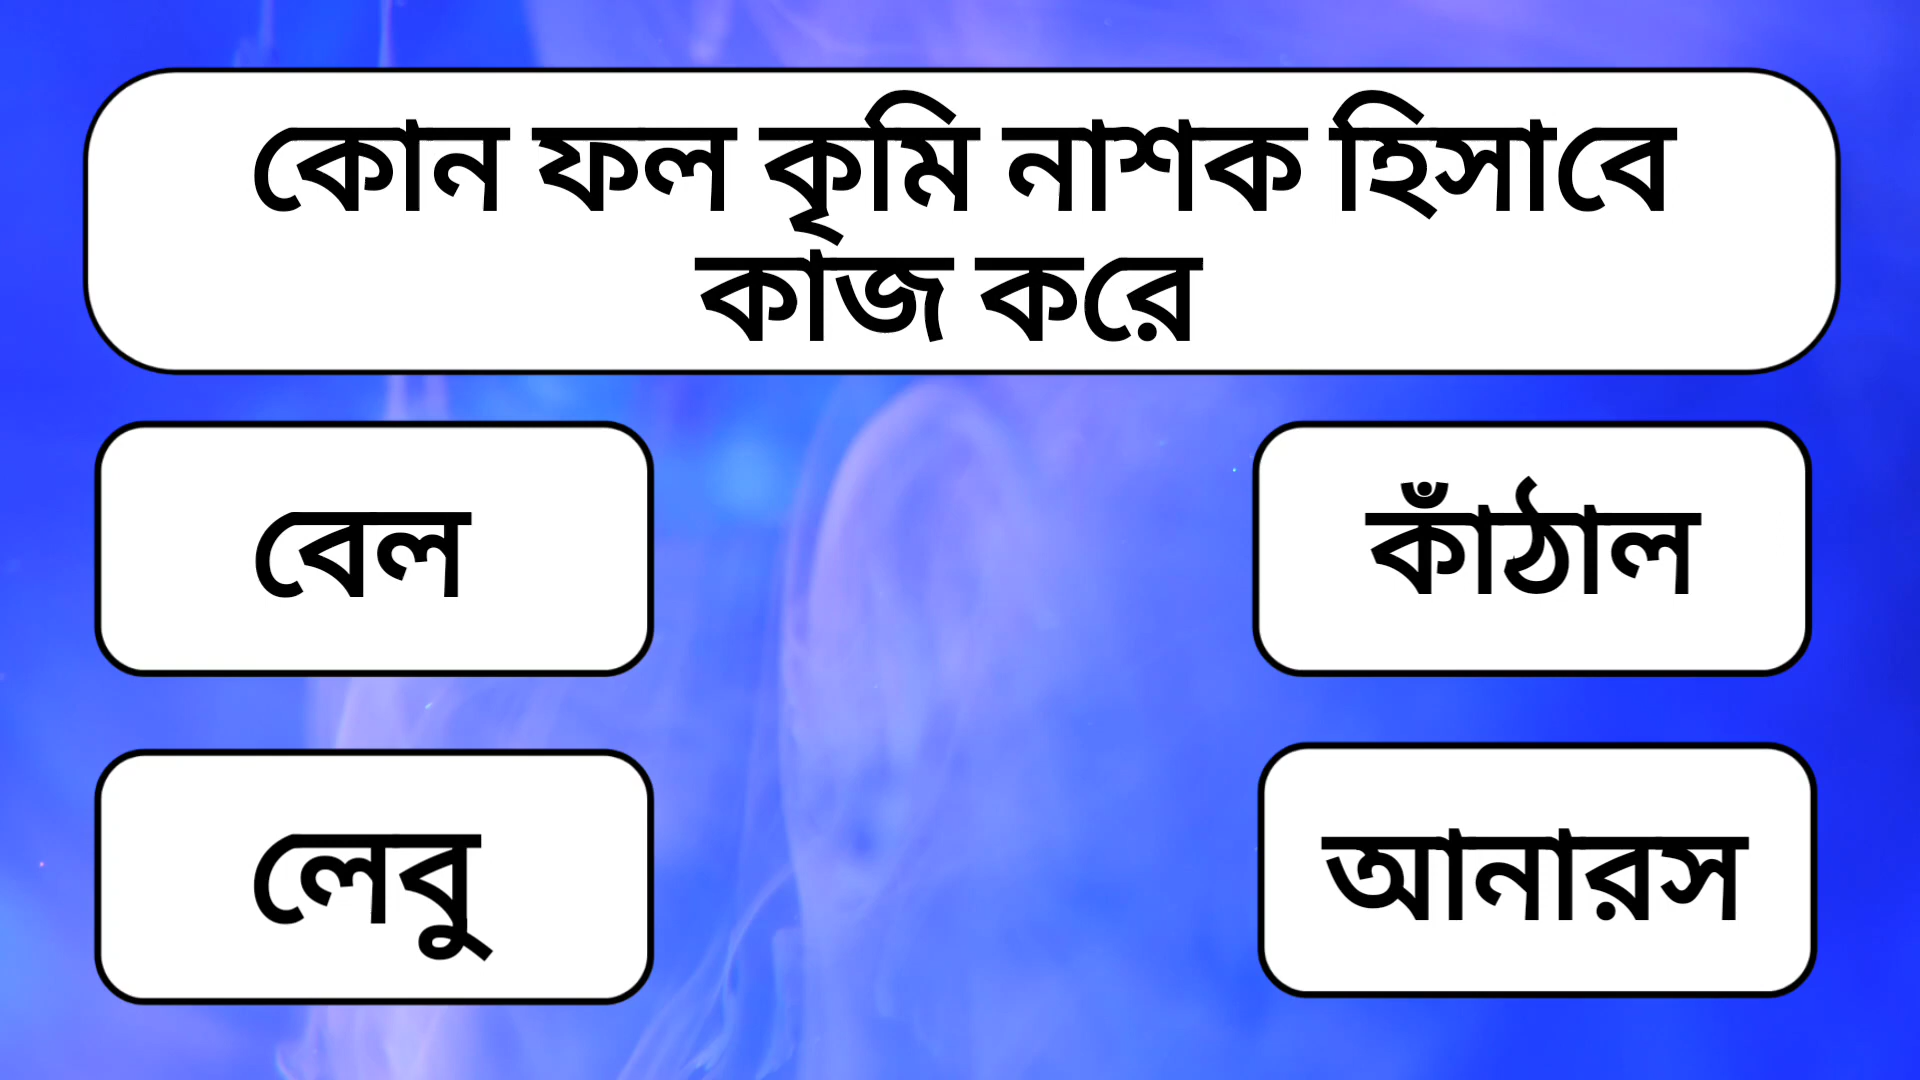 কোন ফল কৃমি নাশক হিসাবে
কাজ করে
বেল
কাঁঠাল
লেবু
আনারস